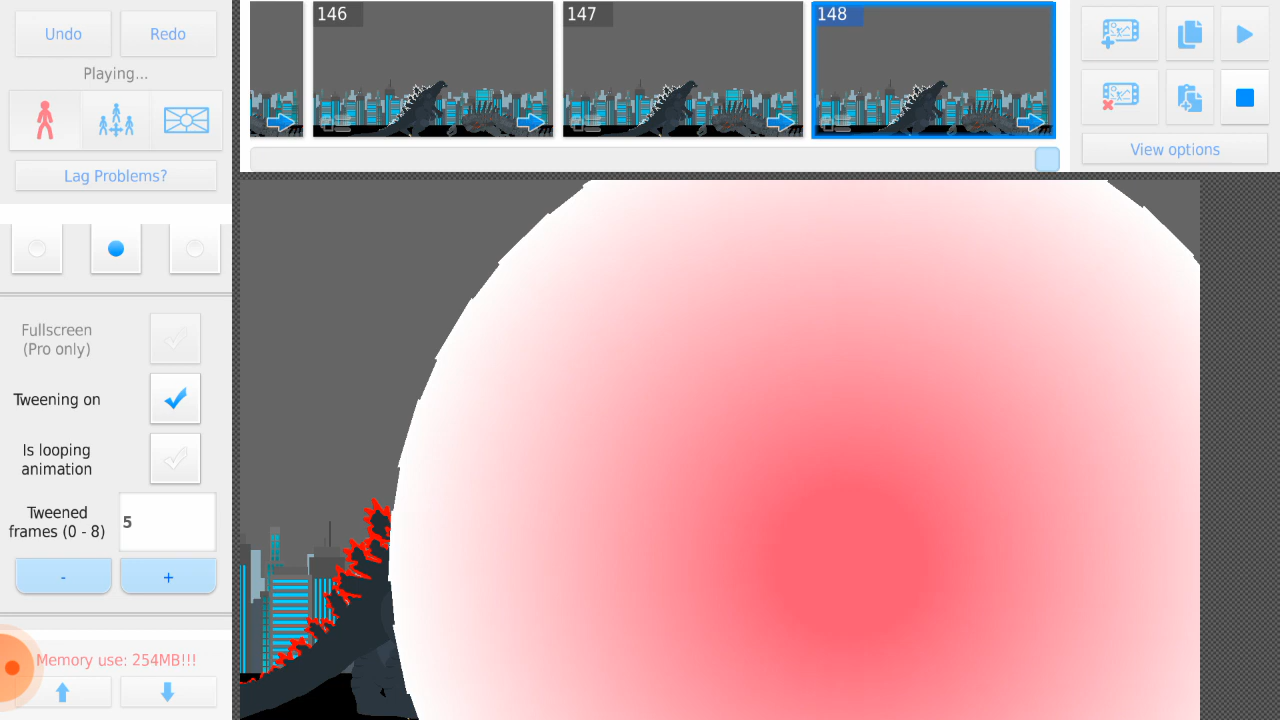 Undo
Redo
146
147
148
Playing...
Lag Problems?
View options
Fullscreen
(Pro only)
Tweening on
Is looping
animation
Tweened
frames (0 - 8)
5
-
+
Memory use: 254MB!!!